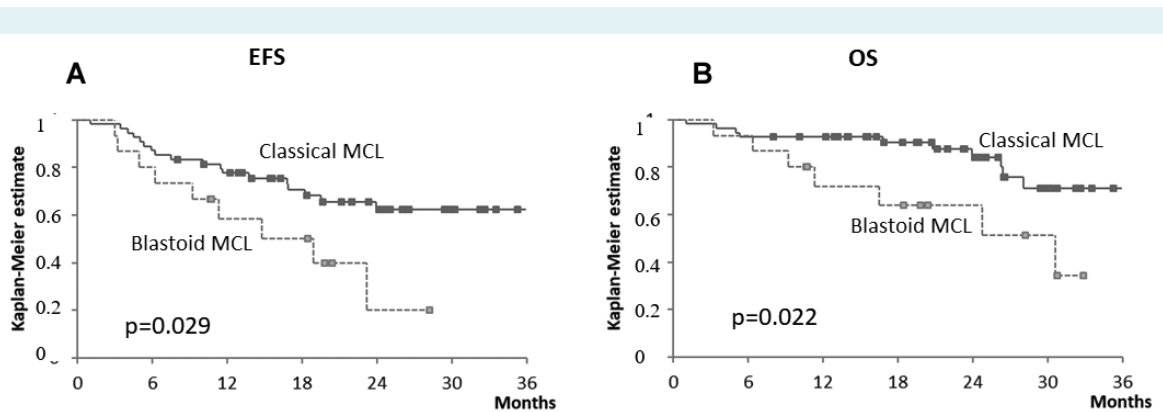 EFS
A
Kaplan-Meier estimate
1
0.8
0.6
0.4
0.2
0
Classical MCL
Blastoid MCL
p=0.029
0 6 12 18 24 30 36
Months
OS
B
Kaplan-Meier estimate
1
0.8
0.6
0.4
0.2
0
Classical MCL
Blastoid MCL
p=0.022
0 6 12 18 24 30 36
Months